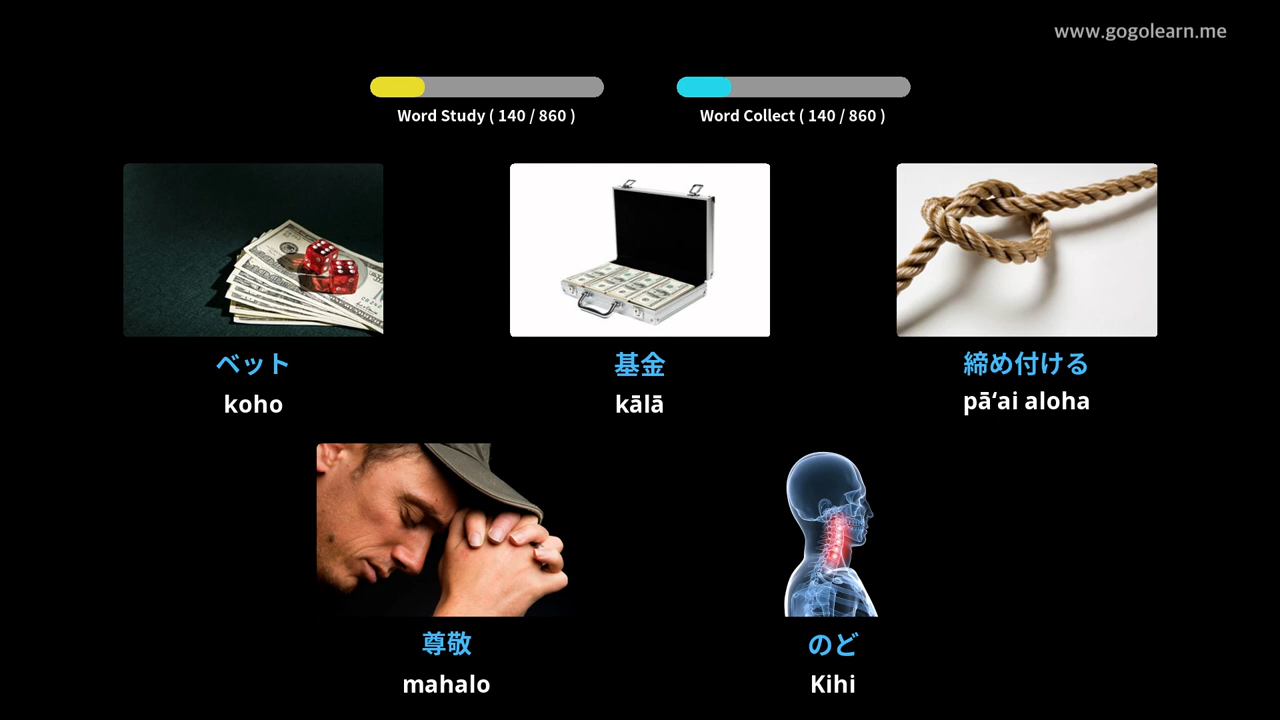 www.gogolearn.me
Word Study ( 140 / 860 )
Word Collect ( 140 / 860 )
ベット
koho
基金
kālā
締め付ける
pāʻai aloha
尊敬
mahalo
のど
Kihi